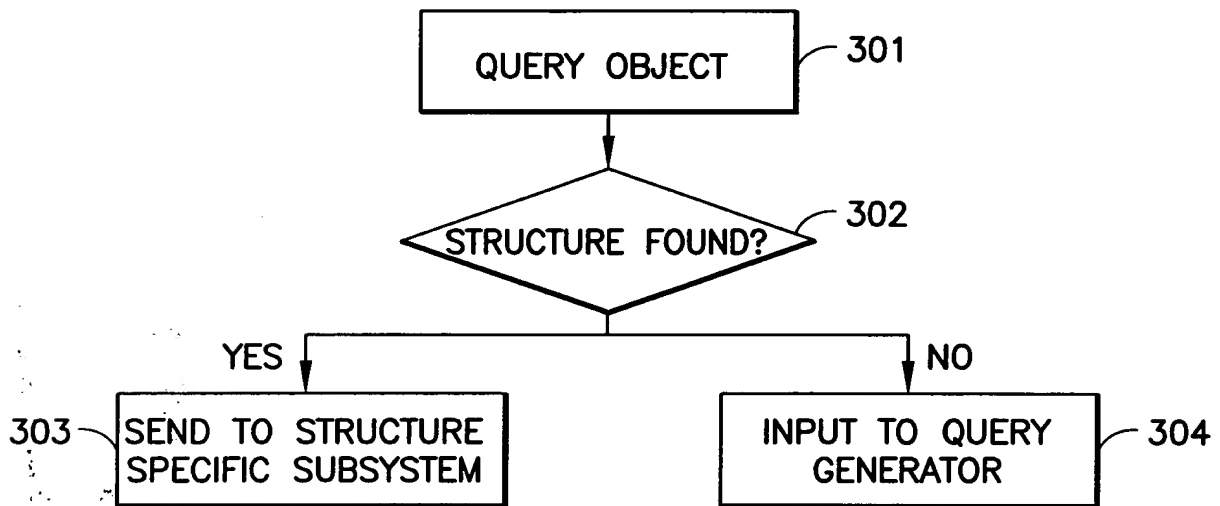 QUERY OBJECT
301
STRUCTURE FOUND?
302
YES
NO
303
SEND TO STRUCTURE
SPECIFIC SUBSYSTEM
INPUT TO QUERY
GENERATOR
304